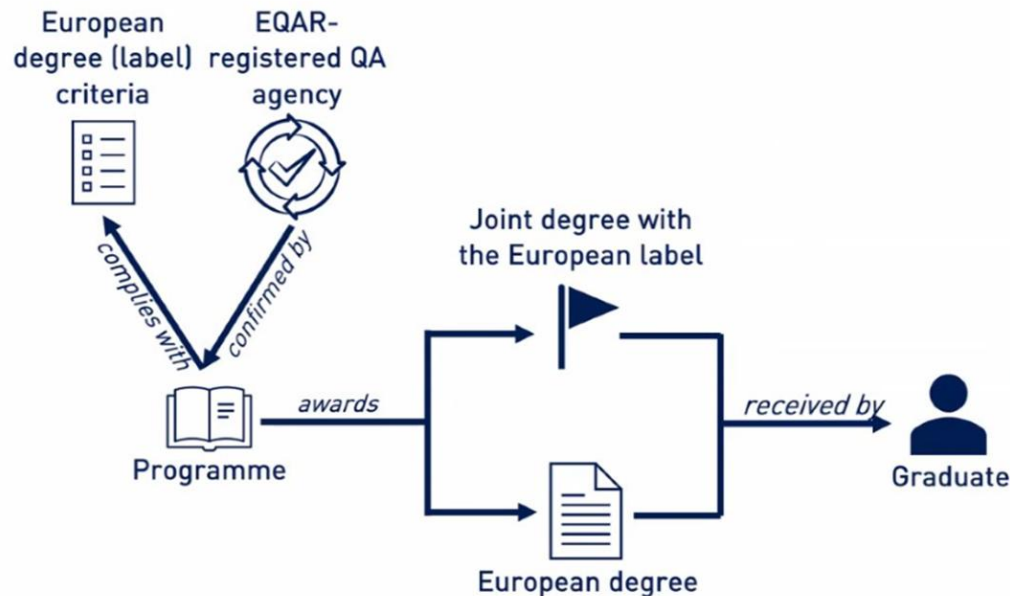 European
degree (label)
criteria
EQAR-
registered QA
agency
complies with
confirmed by
Programme
awards
Joint degree with
the European label
European degree
received by
Graduate